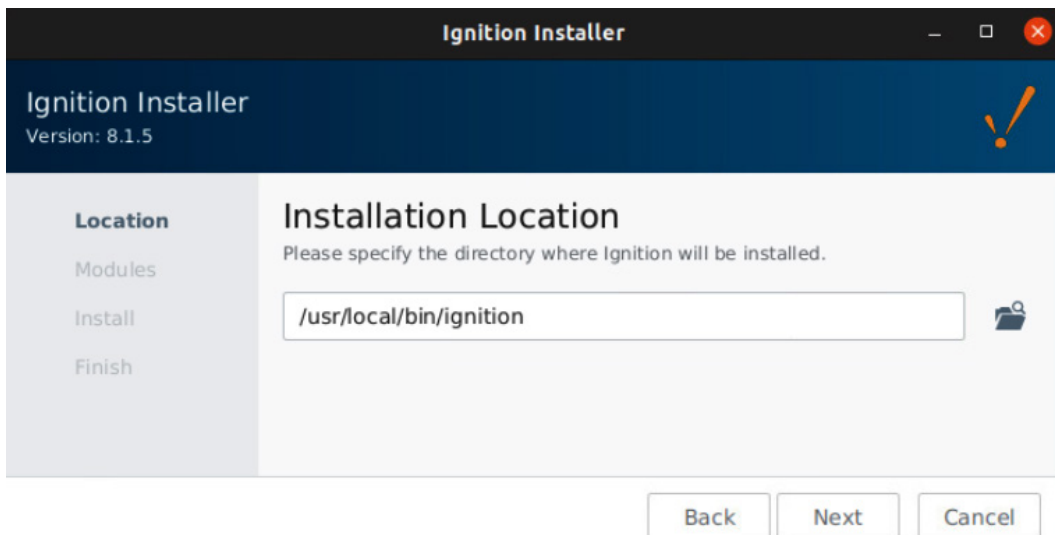 Ignition Installer
Ignition Installer
Version: 8.1.5
Location
Modules
Install
Finish
Installation Location
Please specify the directory where Ignition will be installed.
/usr/local/bin/ignition
Back
Next
Cancel